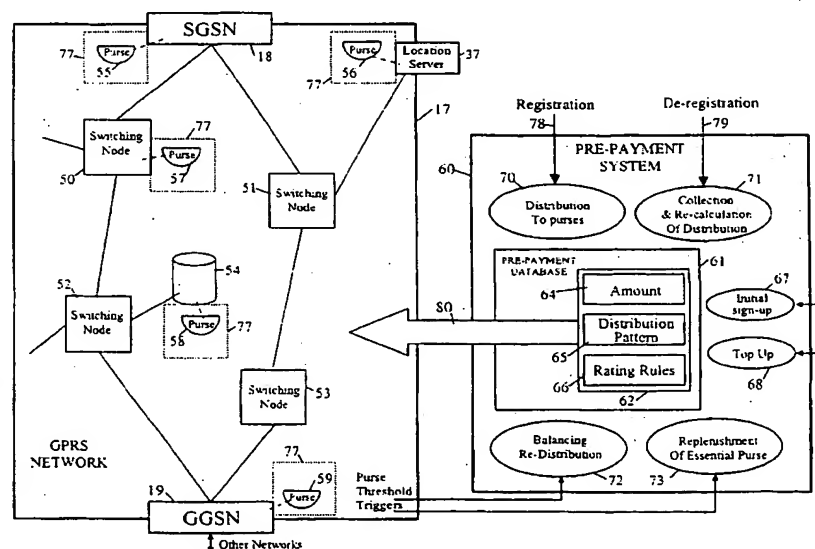 SGSN
18
77
Purse
55
77
Purse
56
Location
Server
37
17
Switching
Node
50
77
Purse
57
51
Switching
Node
52
Switching
Node
54
Purse
58
77
Switching
Node
53
GPRS
NETWORK
77
Purse
59
19
GGSN
Other Networks
Purse
Threshold
Triggers
Registration
78
De-registration
79
60
PRE-PAYMENT
SYSTEM
70
Distribution
To purses
71
Collection
& Re-calculation
Of Distribution
61
PRE-PAYMENT
DATABASE
64
Amount
65
Distribution
Pattern
66
Rating Rules
62
80
67
Initial
sign-up
Top Up
68
Balancing
Re-Distribution
72
Replenishment
Of Essential Purse
73